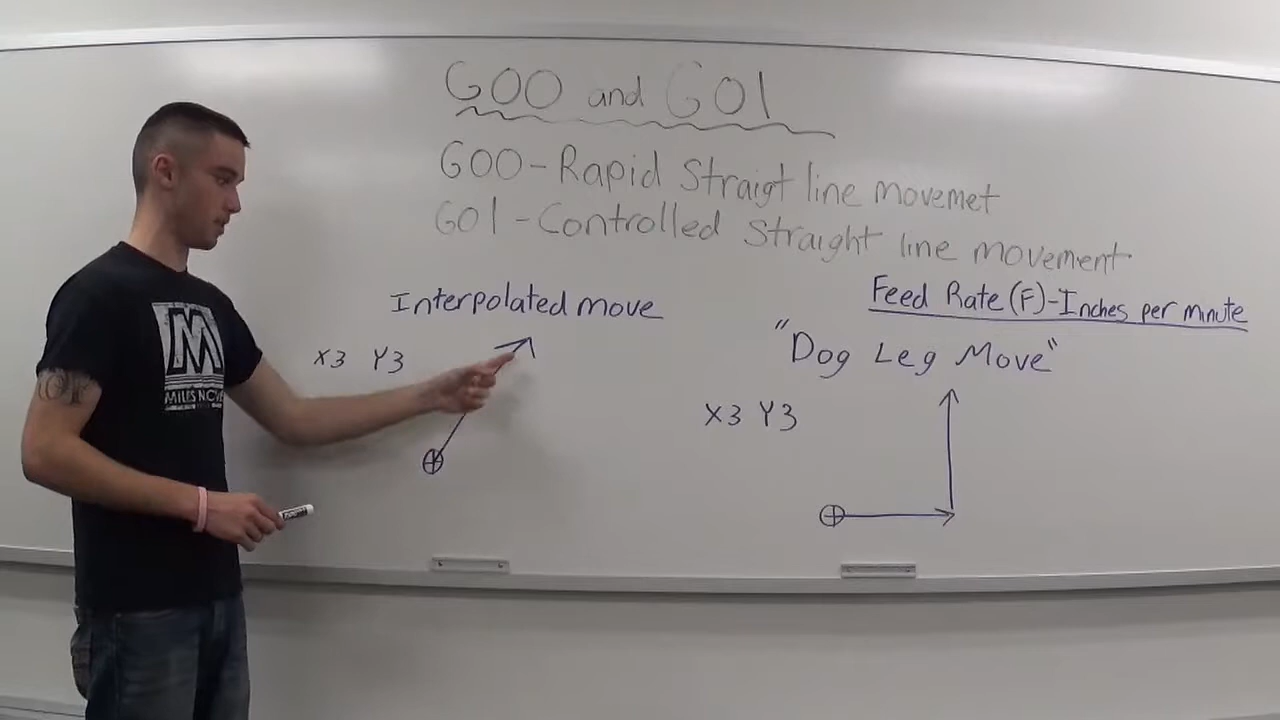 G00 and G01
G00-Rapid Straigt line movemet
G01-Controlled Straight line movement
Interpolated move
Feed Rate (F)-Inches per minute
"Dog Leg Move"
X3 Y3
X3 Y3
M